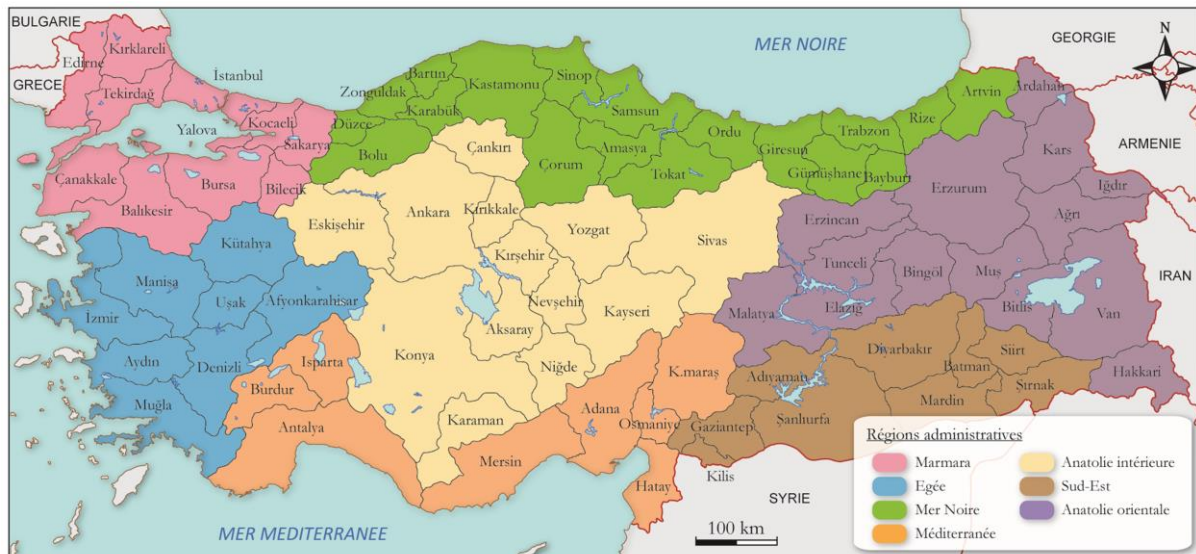 BULGARIE
GEORGIE
MER NOIRE
N
Kırklareli
Edirne
GRECE
Tekirdağ
İstanbul
Yalova
Kocaeli
Sakarya
Çanakkale
Bursa
Bilecik
Balıkesir
Zonguldak
Bartın
Karabük
Kastamonu
Sinop
Samsun
Düzce
Bolu
Çorum
Amasya
Tokat
Ordu
Giresun
Trabzon
Gümüşhane
Bayburt
Rize
Artvin
Ardahan
ARMENIE
Kars
Iğdır
Erzurum
Ağrı
Erzincan
Tunceli
Bingöl
Muş
Elazığ
Malatya
Bitlis
Van
Hakkari
IRAN
Çankırı
Ankara
Kırıkkale
Eskişehir
Yozgat
Sivas
Kırşehir
Nevşehir
Kayseri
Aksaray
Konya
Niğde
Karaman
Kütahya
Manisa
Uşak
Afyonkarahisar
İzmir
Aydın
Denizli
Muğla
Isparta
Burdur
Antalya
Mersin
Adana
Osmaniye
K.maraş
Hatay
Adıyaman
Diyarbakır
Batman
Siirt
Şırnak
Mardin
Şanlıurfa
Gaziantep
Kilis
SYRIE
MER MEDITERRANEE
100 km
Régions administratives
Marmara
Egée
Mer Noire
Méditerranée
Anatolie intérieure
Sud-Est
Anatolie orientale